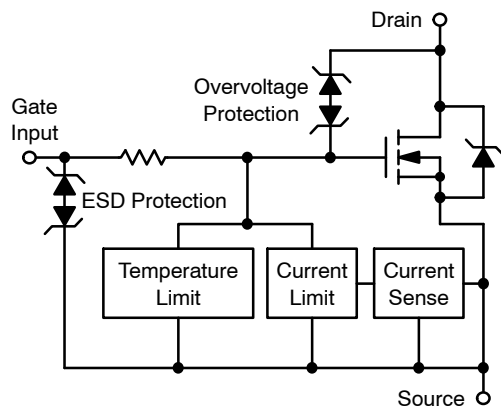 Drain
Overvoltage
Protection
Gate
Input
ESD Protection
Temperature
Limit
Current
Limit
Current
Sense
Source